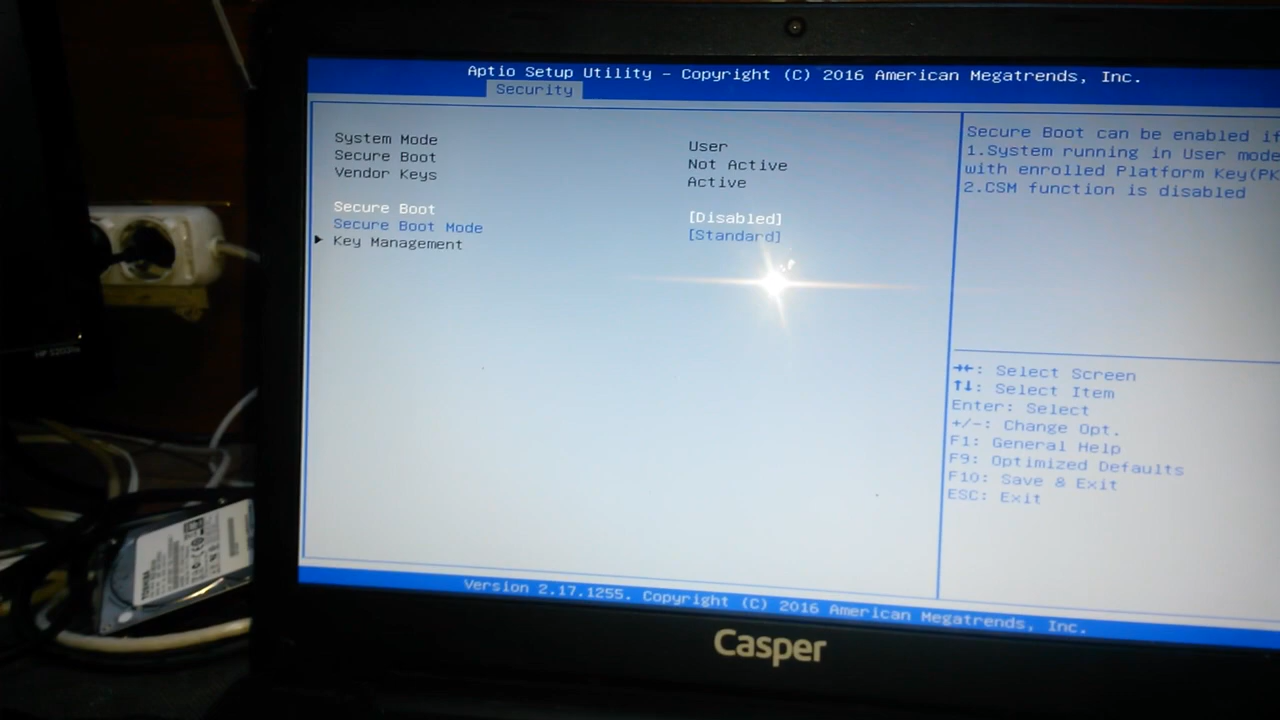 Aptio Setup Utility – Copyright (C) 2016 American Megatrends, Inc.
Security
System Mode User
Secure Boot Not Active
Vendor Keys Active
Secure Boot [Disabled]
Secure Boot Mode [Standard]
Key Management
Secure Boot can be enabled if
1.System running in User mode
with enrolled Platform Key(PK
2.CSM function is disabled
→←: Select Screen
↑↓: Select Item
Enter: Select
+/-: Change Opt.
F1: General Help
F9: Optimized Defaults
F10: Save & Exit
ESC: Exit
Version 2.17.1255. Copyright (C) 2016 American Megatrends, Inc.
Casper
TOSHIBA